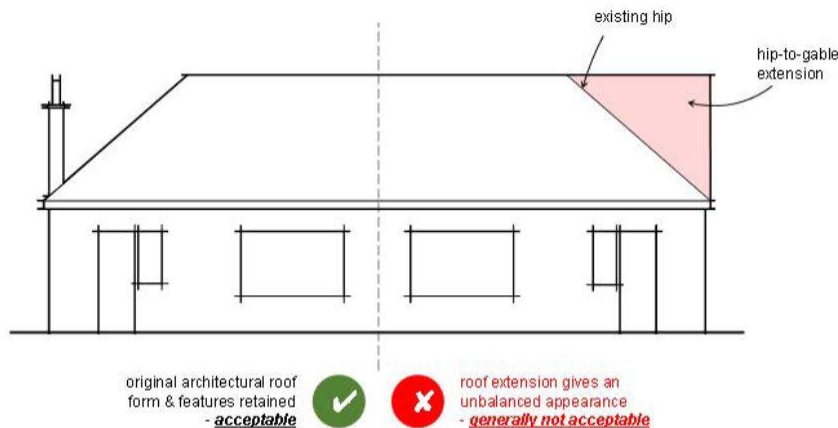 existing hip
hip-to-gable
extension
original architectural roof
form & features retained
- acceptable
roof extension gives an
unbalanced appearance
- generally not acceptable